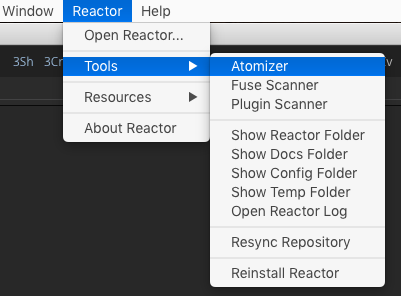 Window Reactor Help
Open Reactor...
3Sh 3Cr
Tools Atomizer
Fuse Scanner
Resources
Plugin Scanner
About Reactor
Show Reactor Folder
Show Docs Folder
Show Config Folder
Show Temp Folder
Open Reactor Log
Resync Repository
Reinstall Reactor